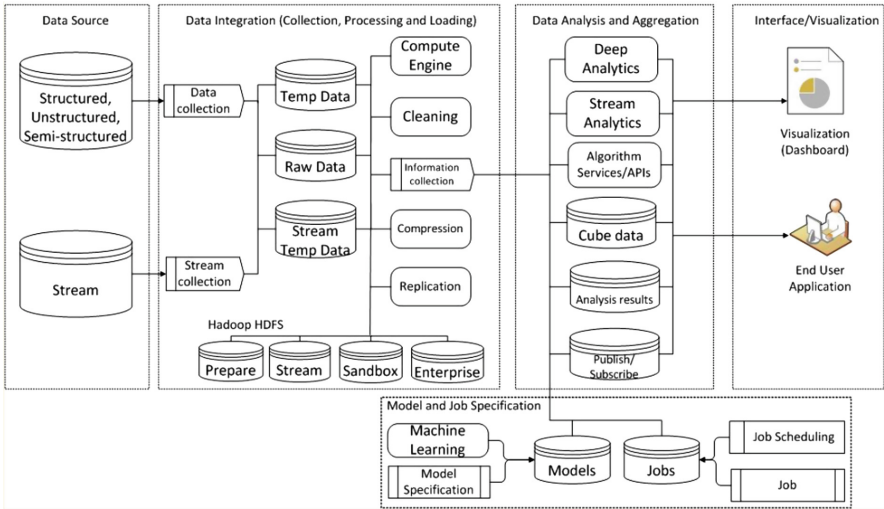 Data Source
Structured,
Unstructured,
Semi-structured
Stream
Data Integration (Collection, Processing and Loading)
Data
collection
Stream
collection
Temp Data
Raw Data
Stream
Temp Data
Compute
Engine
Cleaning
Information
collection
Compression
Replication
Hadoop HDFS
Prepare
Stream
Sandbox
Enterprise
Data Analysis and Aggregation
Deep
Analytics
Stream
Analytics
Algorithm
Services/APIs
Cube data
Analysis results
Publish/
Subscribe
Interface/Visualization
Visualization
(Dashboard)
End User
Application
Model and Job Specification
Machine
Learning
Model
Specification
Models
Jobs
Job Scheduling
Job